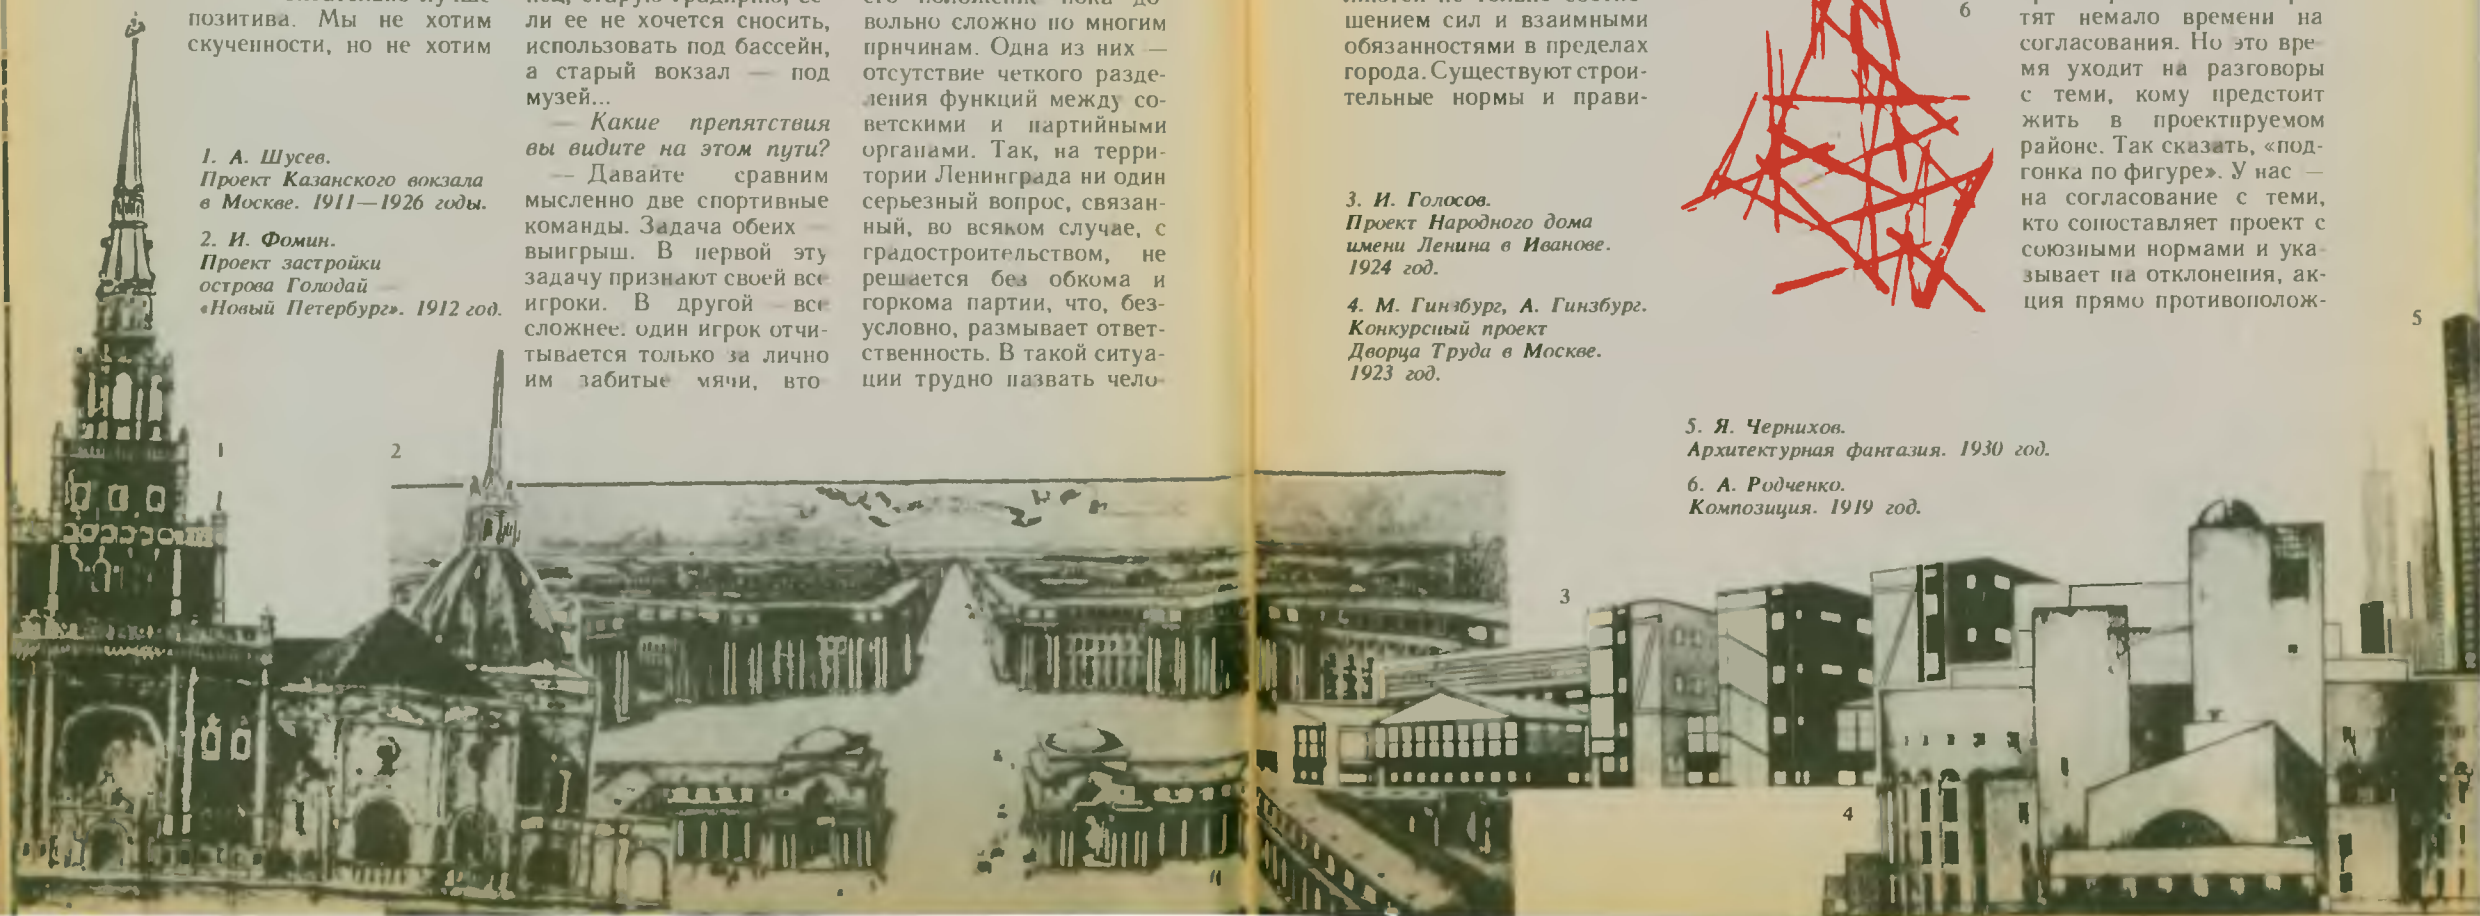 позитива. Мы не хотим
скученности, но не хотим
1. А. Шусев.
Проект Казанского вокзала
в Москве. 1911—1926 годы.
2. И. Фомин.
Проект застройки
острова Голодай
«Новый Петербург». 1912 год.
1
2
ли ее не хочется сносить,
использовать под бассейн,
а старый вокзал — под
музей...
— Какие препятствия
вы видите на этом пути?
— Давайте сравним
мысленно две спортивные
команды. Задача обеих
выигрыш. В первой эту
задачу признают своей все
игроки. В другой — все
сложнее. один игрок отчи-
тывается только за лично
им забитые мячи, вто-
вольно сложно по многим
причинам. Одна из них —
отсутствие четкого разде-
ления функций между со-
ветскими и партийными
органами. Так, на терри-
тории Ленинграда ни один
серьезный вопрос, связан-
ный, во всяком случае, с
градостроительством, не
решается без обкома и
горкома партии, что, без-
условно, размывает ответ-
ственность. В такой ситуа-
ции трудно назвать чело-
шением сил и взаимными
обязанностями в пределах
города. Существуют строи-
тельные нормы и прави-
3. И. Голосов.
Проект Народного дома
имени Ленина в Иванове.
1924 год.
4. М. Гинзбург, А. Гинзбург.
Конкурсный проект
Дворца Труда в Москве.
1923 год.
6
тят немало времени на
согласования. Но это вре-
мя уходит на разговоры
с теми, кому предстоит
жить в проектируемом
районе. Так сказать, «под-
гонка по фигуре». У нас —
на согласование с теми,
кто сопоставляет проект с
союзными нормами и ука-
зывает на отклонения, ак-
ция прямо противополож-
5
5. Я. Чернихов.
Архитектурная фантазия. 1930 год.
6. А. Родченко.
Композиция. 1919 год.
3
4